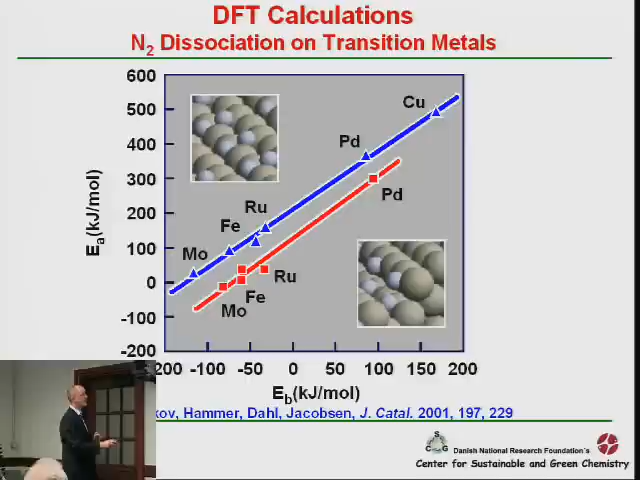 DFT Calculations
N2 Dissociation on Transition Metals
600
500
400
300
200
100
0
-100
-200
Ea(kJ/mol)
Cu
Pd
Pd
Ru
Fe
Mo
Ru
Fe
Mo
200 -100 -50 0 50 100 150 200
Eb(kJ/mol)
Hammer, Dahl, Jacobsen, J. Catal. 2001, 197, 229
C S G
Danish National Research Foundation's
Center for Sustainable and Green Chemistry